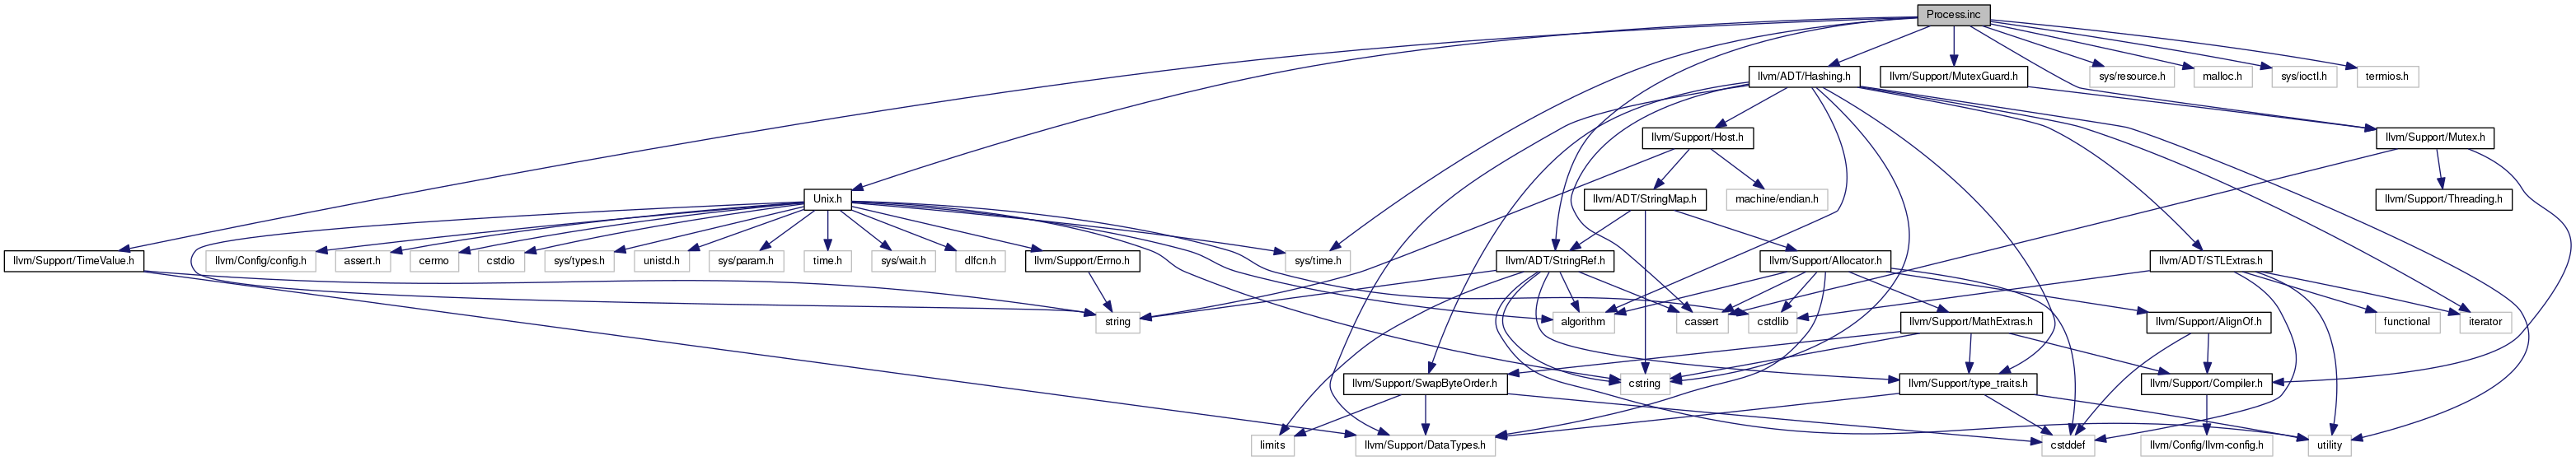 Process.inc
llvm/ADT/Hashing.h
llvm/Support/MutexGuard.h
sys/resource.h
malloc.h
sys/ioctl.h
termios.h
llvm/Support/Host.h
llvm/Support/Mutex.h
Unix.h
llvm/ADT/StringMap.h
machine/endian.h
llvm/Support/Threading.h
llvm/Support/TimeValue.h
llvm/Config/config.h
assert.h
cerrno
cstdio
sys/types.h
unistd.h
sys/param.h
time.h
sys/wait.h
dlfcn.h
llvm/Support/Errno.h
sys/time.h
llvm/ADT/StringRef.h
llvm/Support/Allocator.h
llvm/ADT/STLExtras.h
string
algorithm
cassert
cstdlib
llvm/Support/MathExtras.h
llvm/Support/AlignOf.h
functional
iterator
llvm/Support/SwapByteOrder.h
cstring
llvm/Support/type_traits.h
llvm/Support/Compiler.h
limits
llvm/Support/DataTypes.h
cstddef
llvm/Config/llvm-config.h
utility